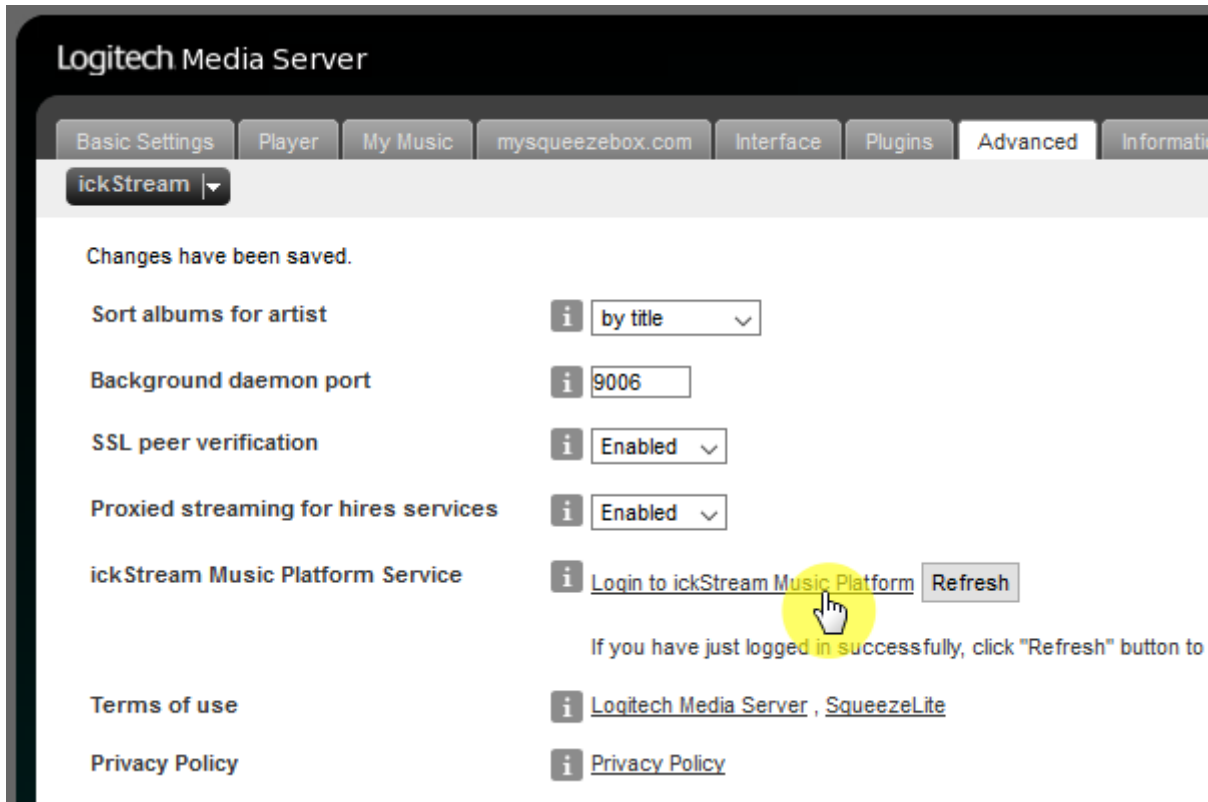 Logitech Media Server
Basic Settings Player My Music mysqueezebox.com Interface Plugins Advanced Informati
ickStream
Changes have been saved.
Sort albums for artist i by title
Background daemon port i 9006
SSL peer verification i Enabled
Proxied streaming for hires services i Enabled
ickStream Music Platform Service i Login to ickStream Music Platform Refresh
If you have just logged in successfully, click "Refresh" button to
Terms of use i Logitech Media Server , SqueezeLite
Privacy Policy i Privacy Policy